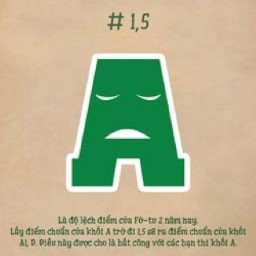 # 1,5
A
Là độ lệch điểm của Fờ-tư 2 năm nay.
Lấy điểm chuẩn của khối A trừ đi 1,5 sẽ ra điểm chuẩn của khối
A1, D. Điều này được cho là bất công với các bạn thi khối A.